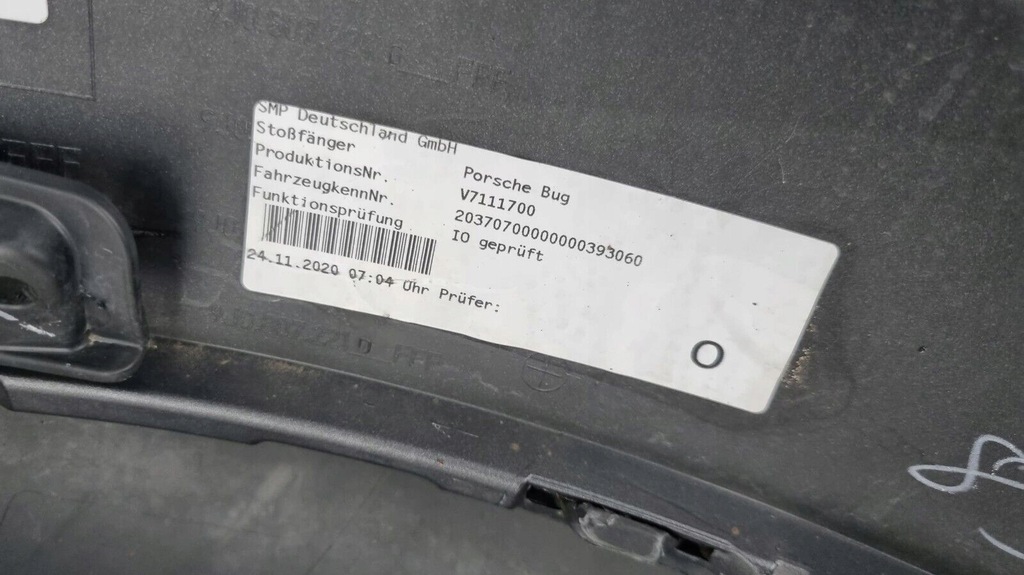 SMP Deutschland GmbH
Stoßfänger Porsche Bug
ProduktionsNr. V7111700
FahrzeugkennNr. 20370700000000393060
Funktionsprüfung IO geprüft
24.11.2020 07:04 Uhr Prüfer:
O
8